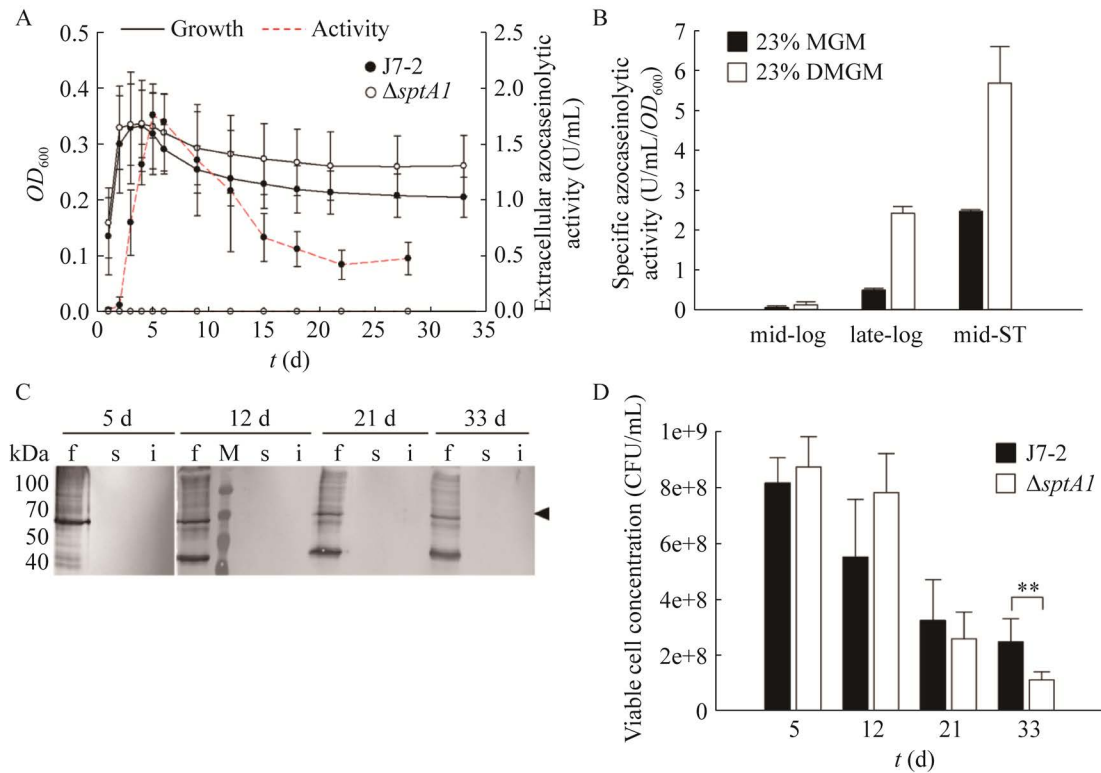 A
Growth
Activity
J7-2
ΔsptA1
0.5
0.4
0.3
0.2
0.1
0.0
OD600
2.5
2.0
1.5
1.0
0.5
0.0
Extracellular azocaseinolytic
activity (U/mL)
0 5 10 15 20 25 30 35
t (d)
B
23% MGM
23% DMGM
7
6
5
4
3
2
1
0
Specific azocaseinolytic
activity (U/mL/OD600)
mid-log late-log mid-ST
C
5 d 12 d 21 d 33 d
kDa f s i f M s i f s i f s i
100
70
50
40
D
J7-2
ΔsptA1
1e+9
8e+8
6e+8
4e+8
2e+8
0
Viable cell concentration (CFU/mL)
**
5 12 21 33
t (d)